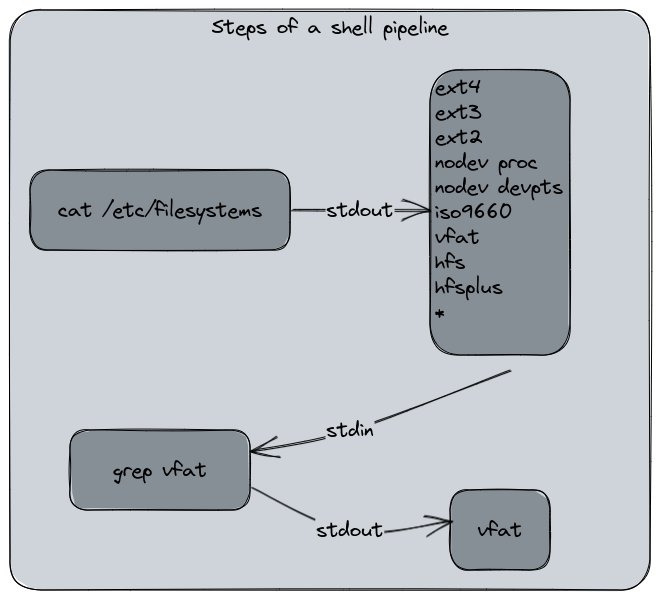 Steps of a shell pipeline
cat /etc/filesystems
stdout
ext4
ext3
ext2
nodev proc
nodev devpts
iso9660
vfat
hfs
hfsplus
*
stdin
grep vfat
stdout
vfat